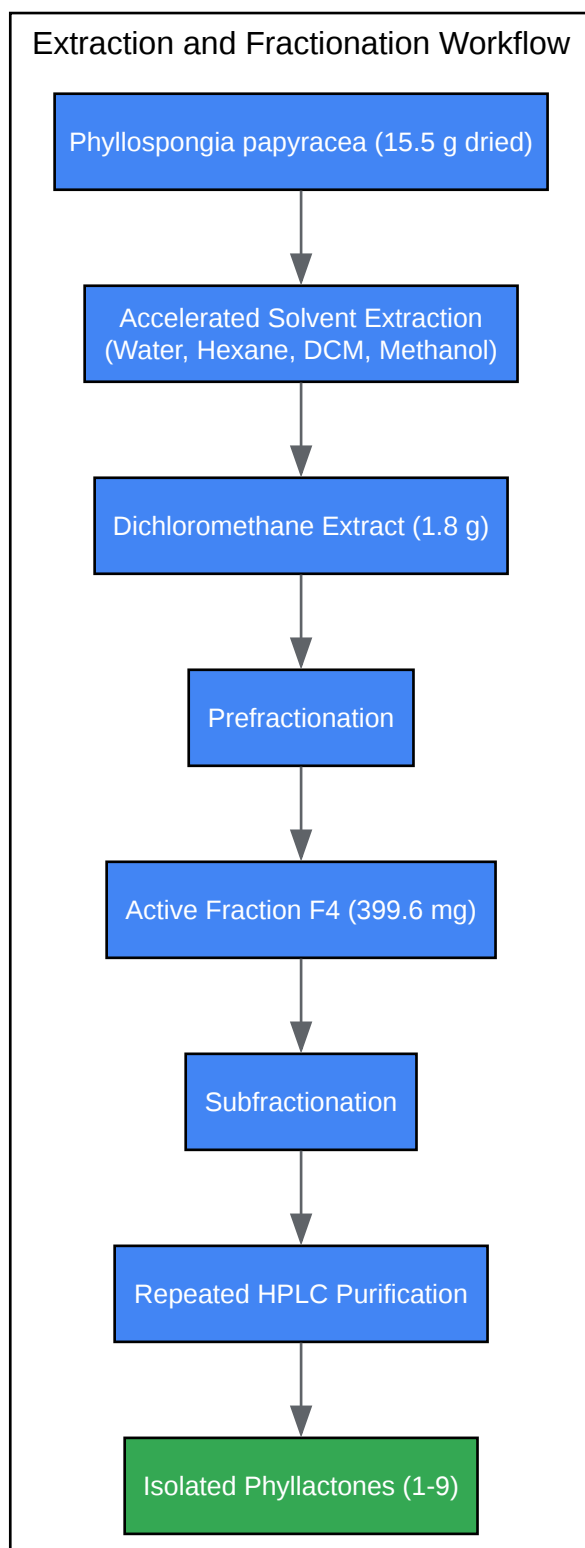 Extraction and Fractionation Workflow
Phyllospongia papyracea (15.5 g dried)
Accelerated Solvent Extraction
(Water, Hexane, DCM, Methanol)
Dichloromethane Extract (1.8 g)
Prefractionation
Active Fraction F4 (399.6 mg)
Subfractionation
Repeated HPLC Purification
Isolated Phyllactones (1-9)